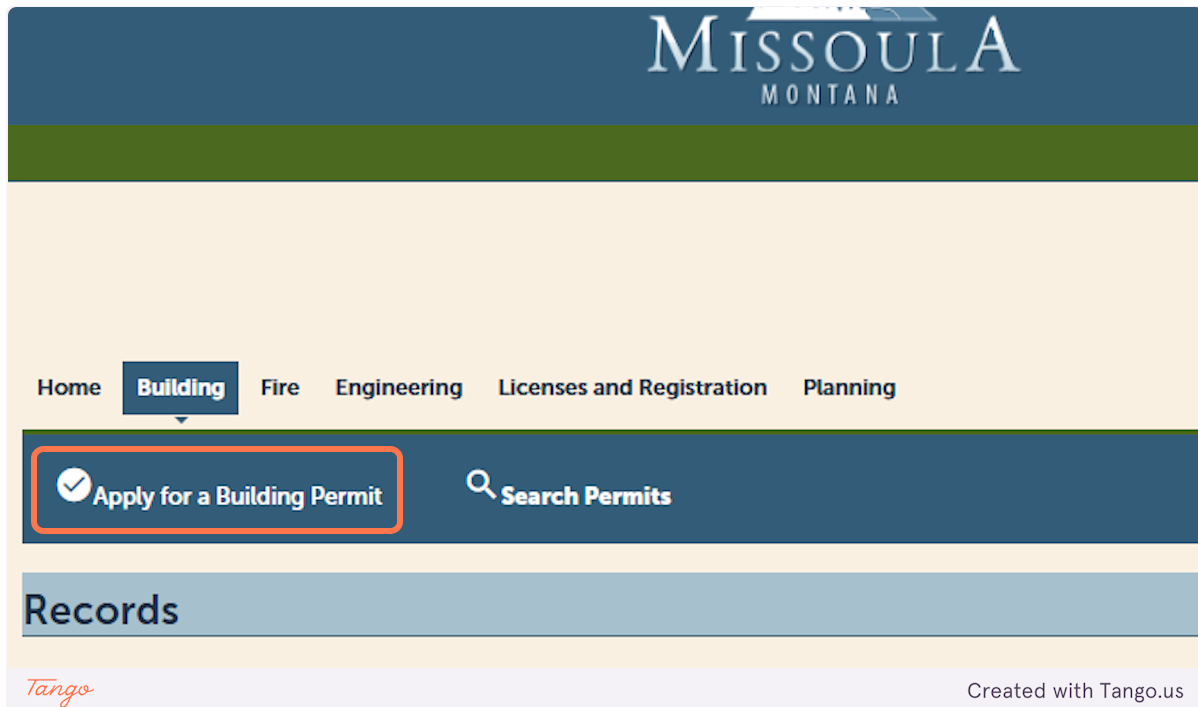 MISSOULA
MONTANA
Home Building Fire Engineering Licenses and Registration Planning
Apply for a Building Permit Search Permits
Records
Tango Created with Tango.us